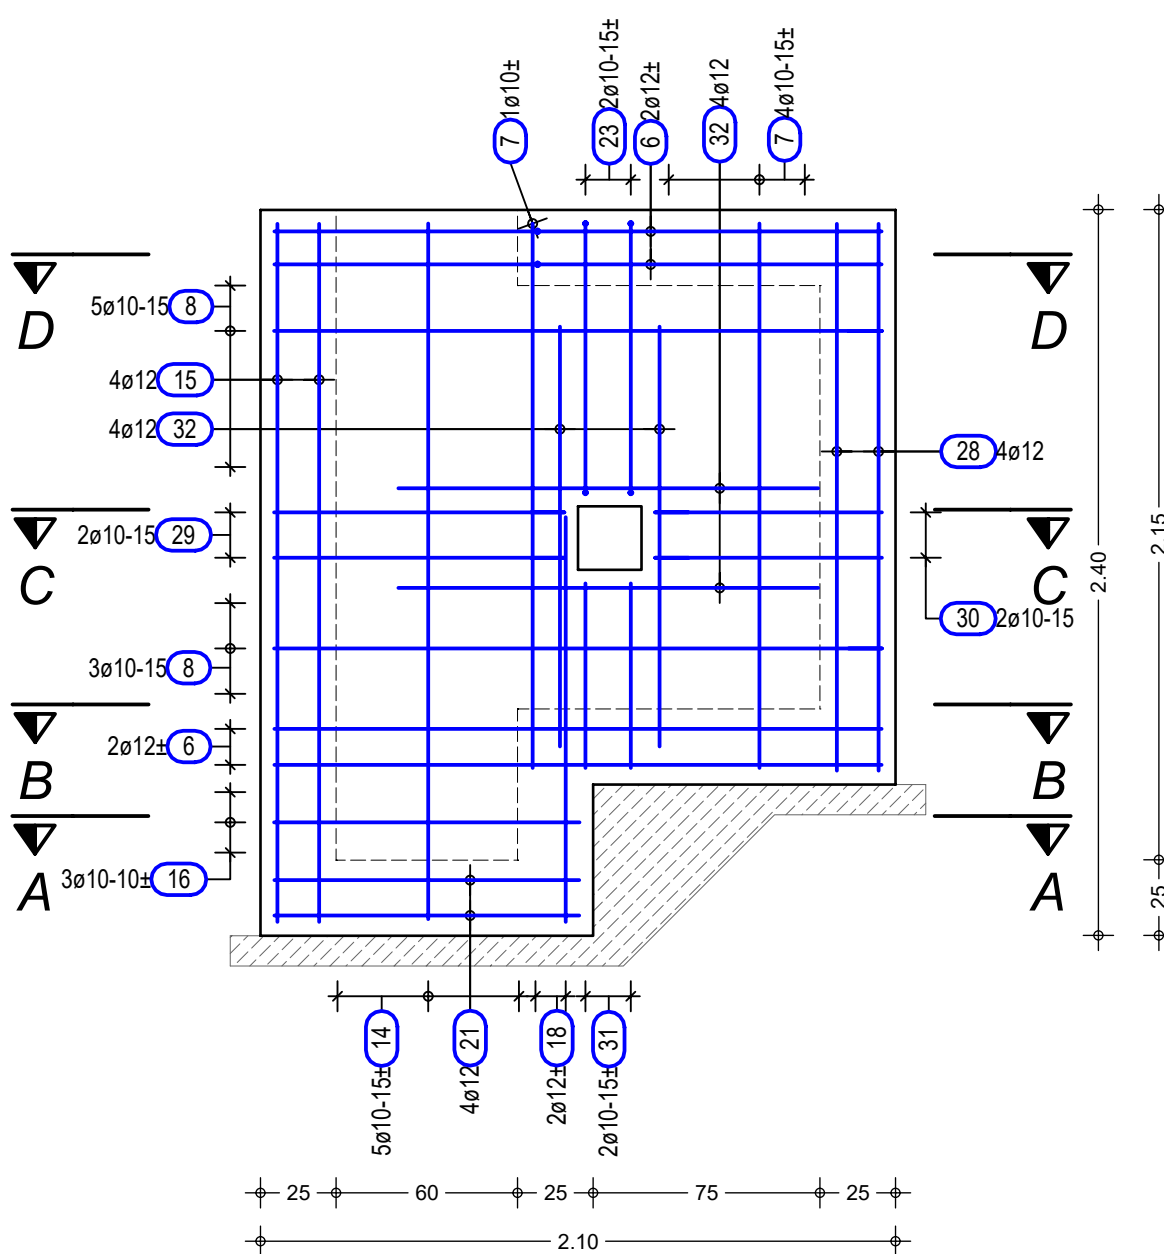 7 1ø10±
23 2ø10-15±
6 2ø12±
32 4ø12
7 4ø10-15±
D
D
5ø10-15 8
4ø12 15
4ø12 32
28 4ø12
C
C
2ø10-15 29
30 2ø10-15
3ø10-15 8
B
B
2ø12± 6
A
A
3ø10-10± 16
2.40
2.15
25
5ø10-15± 14
4ø12 21
2ø12± 18
2ø10-15± 31
25 60 25 75 25
2.10